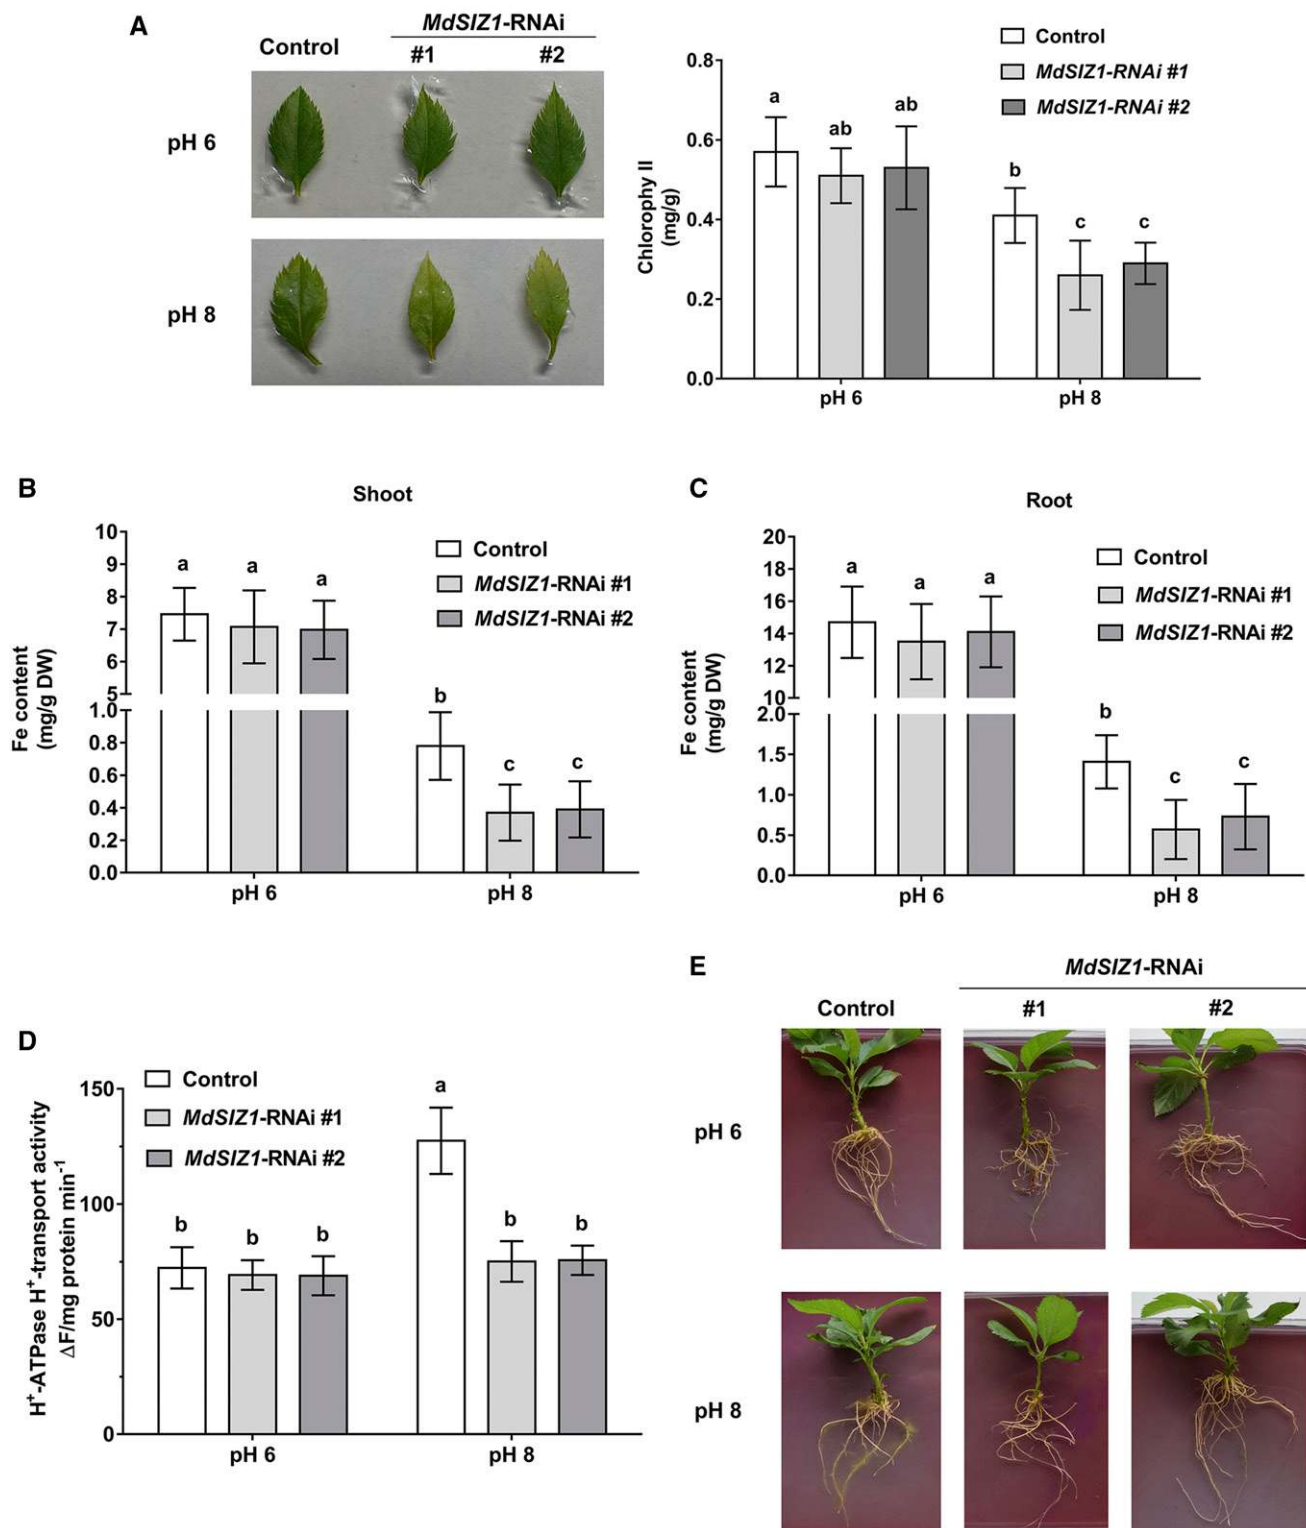 A
Control
MdSIZ1-RNAi
#1
#2
pH 6
pH 8
Control
MdSIZ1-RNAi #1
MdSIZ1-RNAi #2
Chlorophy II
(mg/g)
0.8
0.6
0.4
0.2
0.0
a
ab
ab
b
c
c
pH 6
pH 8
B
Shoot
Control
MdSIZ1-RNAi #1
MdSIZ1-RNAi #2
Fe content
(mg/g DW)
10
9
8
7
6
5
1.0
0.8
0.6
0.4
0.2
0.0
a
a
a
b
c
c
pH 6
pH 8
C
Root
Control
MdSIZ1-RNAi #1
MdSIZ1-RNAi #2
Fe content
(mg/g DW)
20
18
16
14
12
10
2.0
1.5
1.0
0.5
0.0
a
a
a
b
c
c
pH 6
pH 8
D
Control
MdSIZ1-RNAi #1
MdSIZ1-RNAi #2
H⁺-ATPase H⁺-transport activity
ΔF/mg protein min⁻¹
150
100
50
0
b
b
b
a
b
b
pH 6
pH 8
E
MdSIZ1-RNAi
Control
#1
#2
pH 6
pH 8